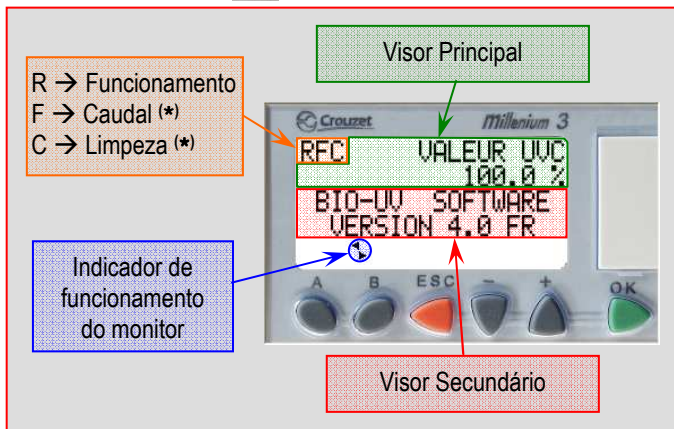 Visor Principal
R → Funcionamento
F → Caudal (*)
C → Limpeza (*)
Crouzet
Millenium 3
RFC VALEUR UVC
100.0 %
BIO-UV SOFTWARE
VERSION 4.0 FR
Indicador de
funcionamento
do monitor
A B ESC - + OK
Visor Secundário